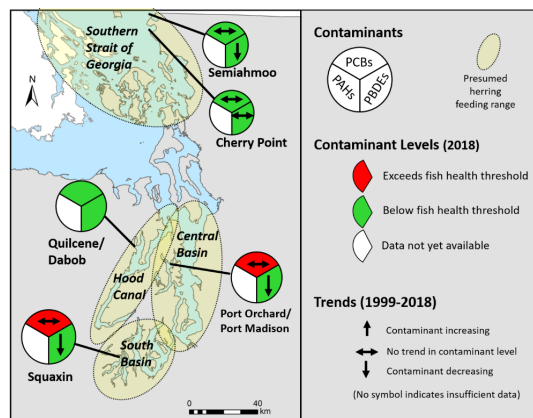 Southern
Strait of
Georgia
Semiahmoo
N
Cherry Point
Quilcene/
Dabob
Central
Basin
Hood
Canal
Port Orchard/
Port Madison
South
Basin
Squaxin
0 20 40
km
Contaminants
PCBs
PAHs
PBDEs
Presumed
herring
feeding range
Contaminant Levels (2018)
Exceeds fish health threshold
Below fish health threshold
Data not yet available
Trends (1999-2018)
Contaminant increasing
No trend in contaminant level
Contaminant decreasing
(No symbol indicates insufficient data)